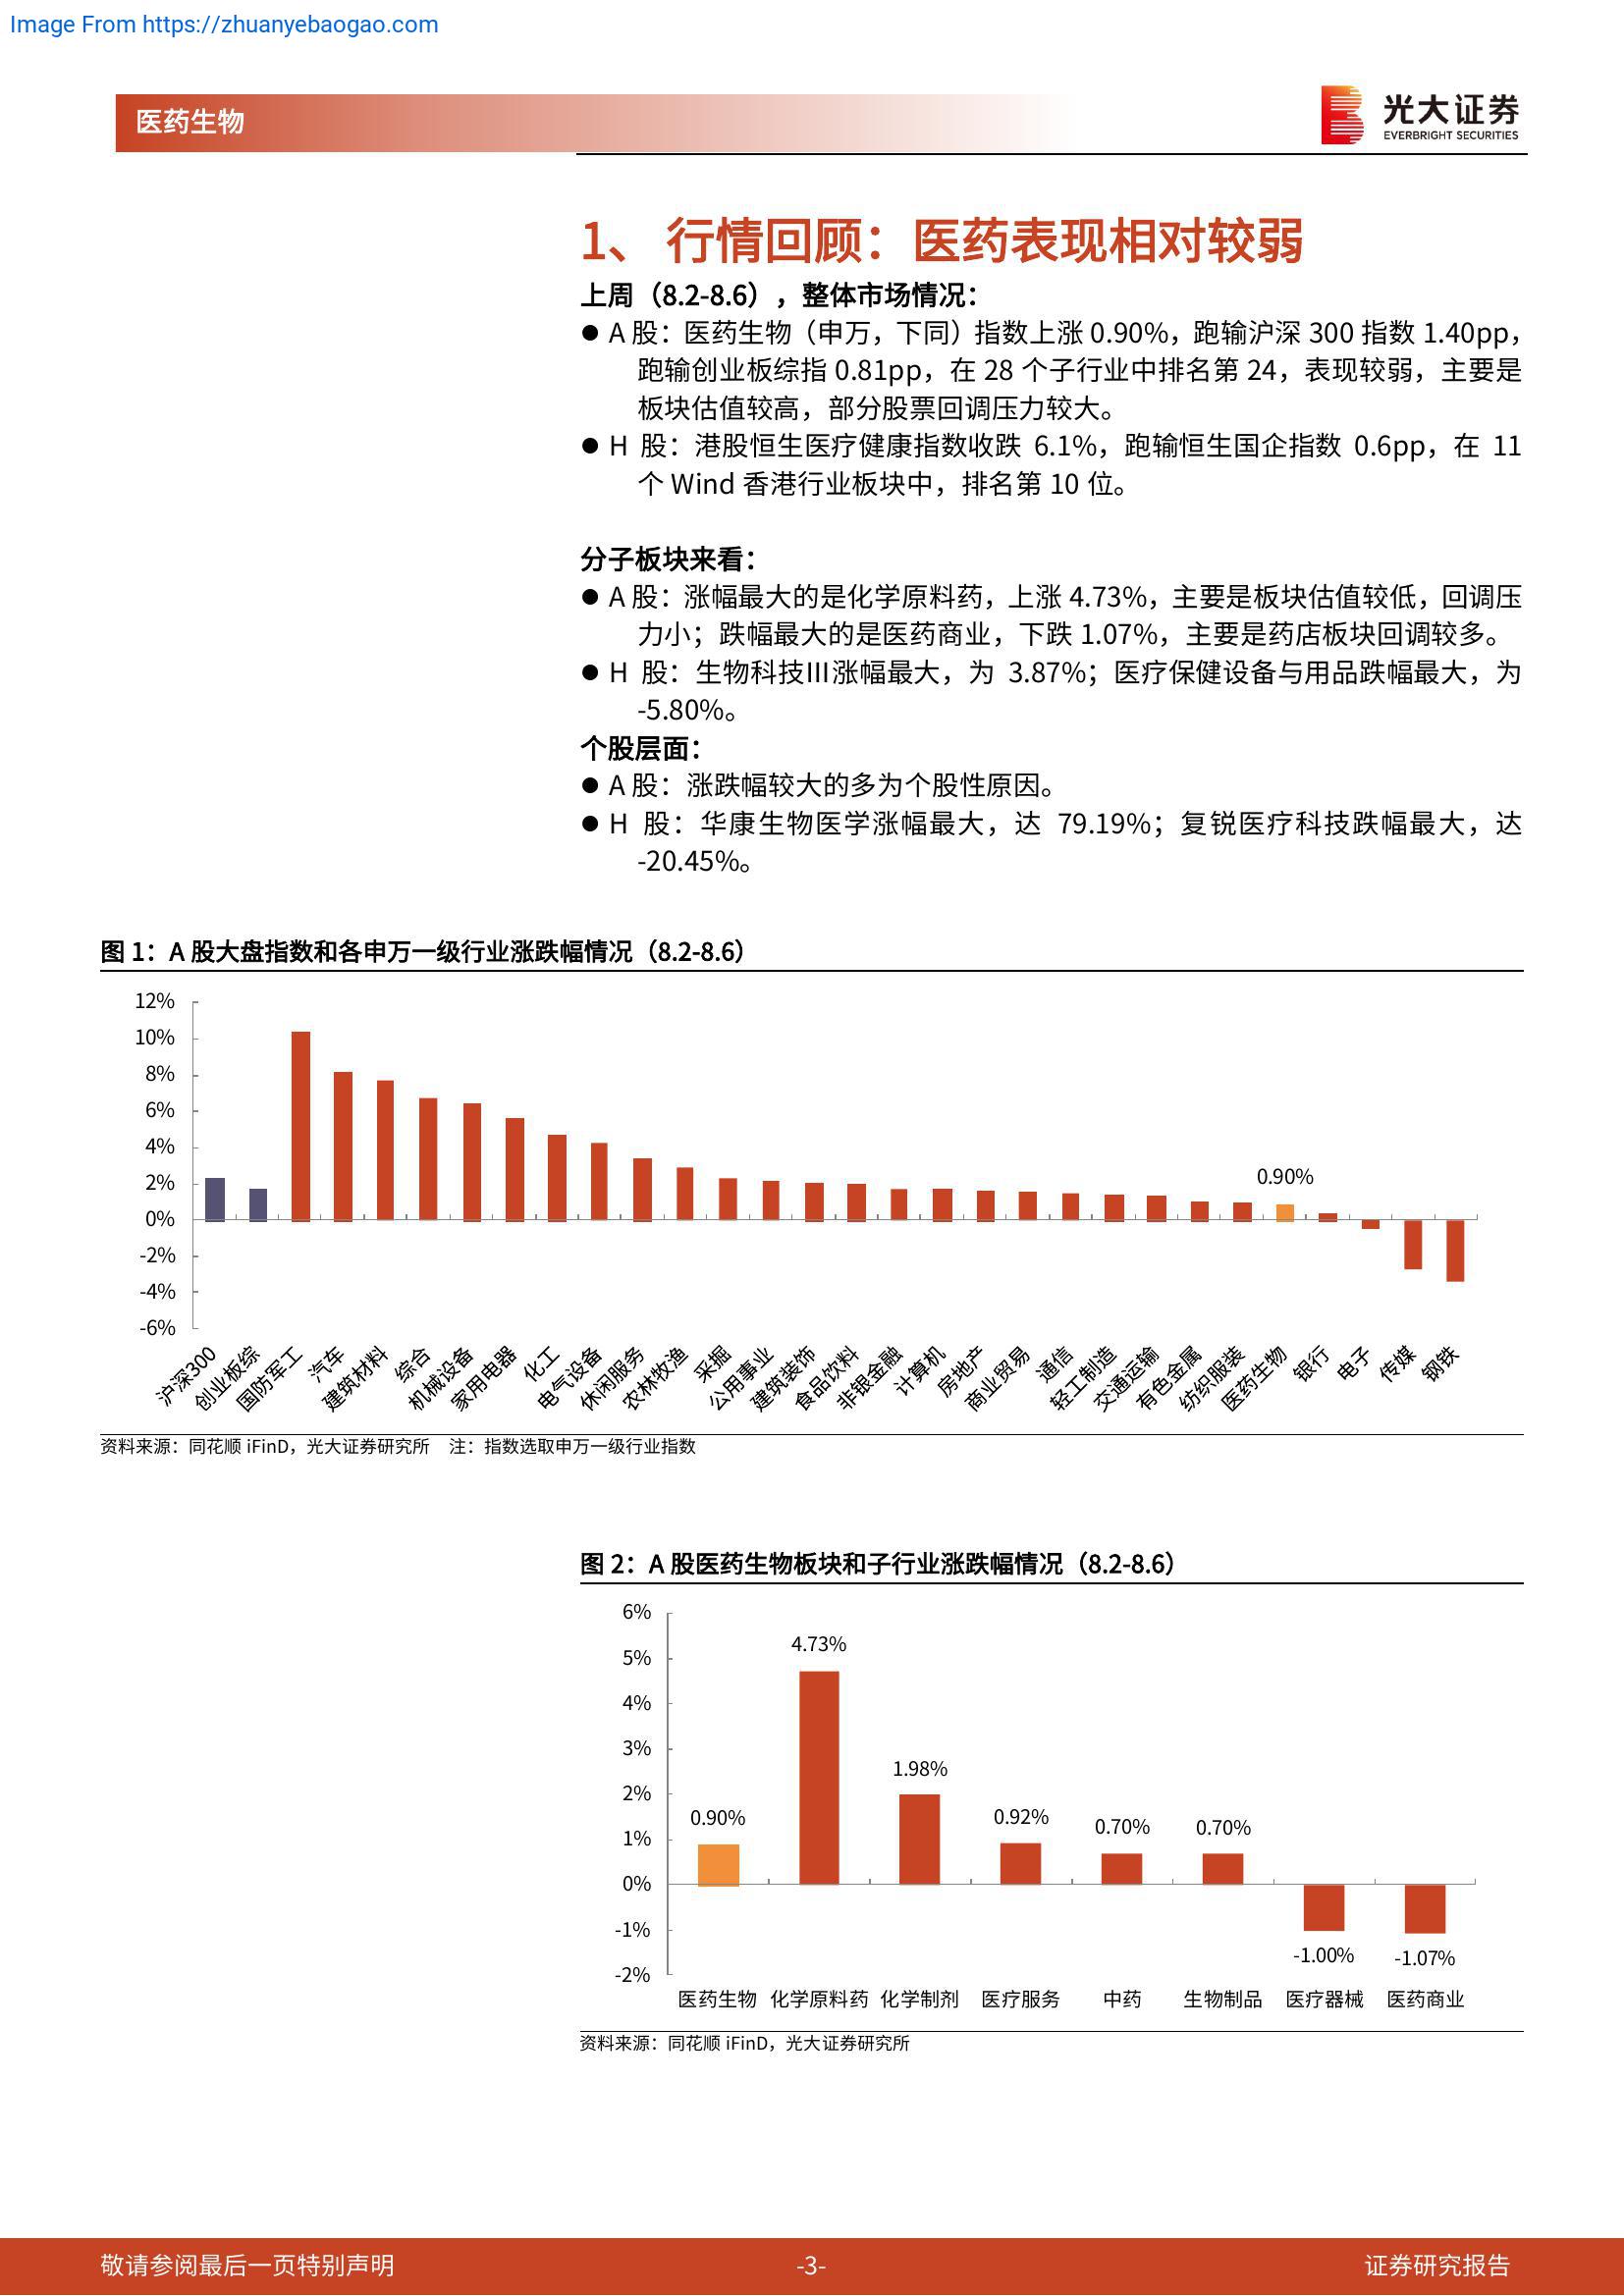 Image From https://zhuanyebaogao.com
医药生物
光大证券
EVERBRIGHT SECURITIES
1、 行情回顾：医药表现相对较弱
上周（8.2-8.6），整体市场情况：
● A 股：医药生物（申万，下同）指数上涨 0.90%，跑输沪深 300 指数 1.40pp，
跑输创业板综指 0.81pp，在 28 个子行业中排名第 24，表现较弱，主要是
板块估值较高，部分股票回调压力较大。
● H 股：港股恒生医疗健康指数收跌 6.1%，跑输恒生国企指数 0.6pp，在 11
个 Wind 香港行业板块中，排名第 10 位。
分子板块来看：
● A 股：涨幅最大的是化学原料药，上涨 4.73%，主要是板块估值较低，回调压
力小；跌幅最大的是医药商业，下跌 1.07%，主要是药店板块回调较多。
● H 股：生物科技Ⅲ涨幅最大，为 3.87%；医疗保健设备与用品跌幅最大，为
-5.80%。
个股层面：
● A 股：涨跌幅较大的多为个股性原因。
● H 股：华康生物医学涨幅最大，达 79.19%；复锐医疗科技跌幅最大，达
-20.45%。
图 1：A 股大盘指数和各申万一级行业涨跌幅情况（8.2-8.6）
12%
10%
8%
6%
4%
2%
0%
-2%
-4%
-6%
0.90%
沪深300
创业板综
国防军工
汽车
建筑材料
综合
机械设备
家用电器
化工
电气设备
休闲服务
农林牧渔
采掘
公用事业
建筑装饰
食品饮料
非银金融
计算机
房地产
商业贸易
通信
轻工制造
交通运输
有色金属
纺织服装
医药生物
银行
电子
传媒
钢铁
资料来源：同花顺 iFinD，光大证券研究所 注：指数选取申万一级行业指数
图 2：A 股医药生物板块和子行业涨跌幅情况（8.2-8.6）
6%
5%
4%
3%
2%
1%
0%
-1%
-2%
0.90%
4.73%
1.98%
0.92%
0.70%
0.70%
-1.00%
-1.07%
医药生物 化学原料药 化学制剂 医疗服务 中药 生物制品 医疗器械 医药商业
资料来源：同花顺 iFinD，光大证券研究所
敬请参阅最后一页特别声明 -3- 证券研究报告